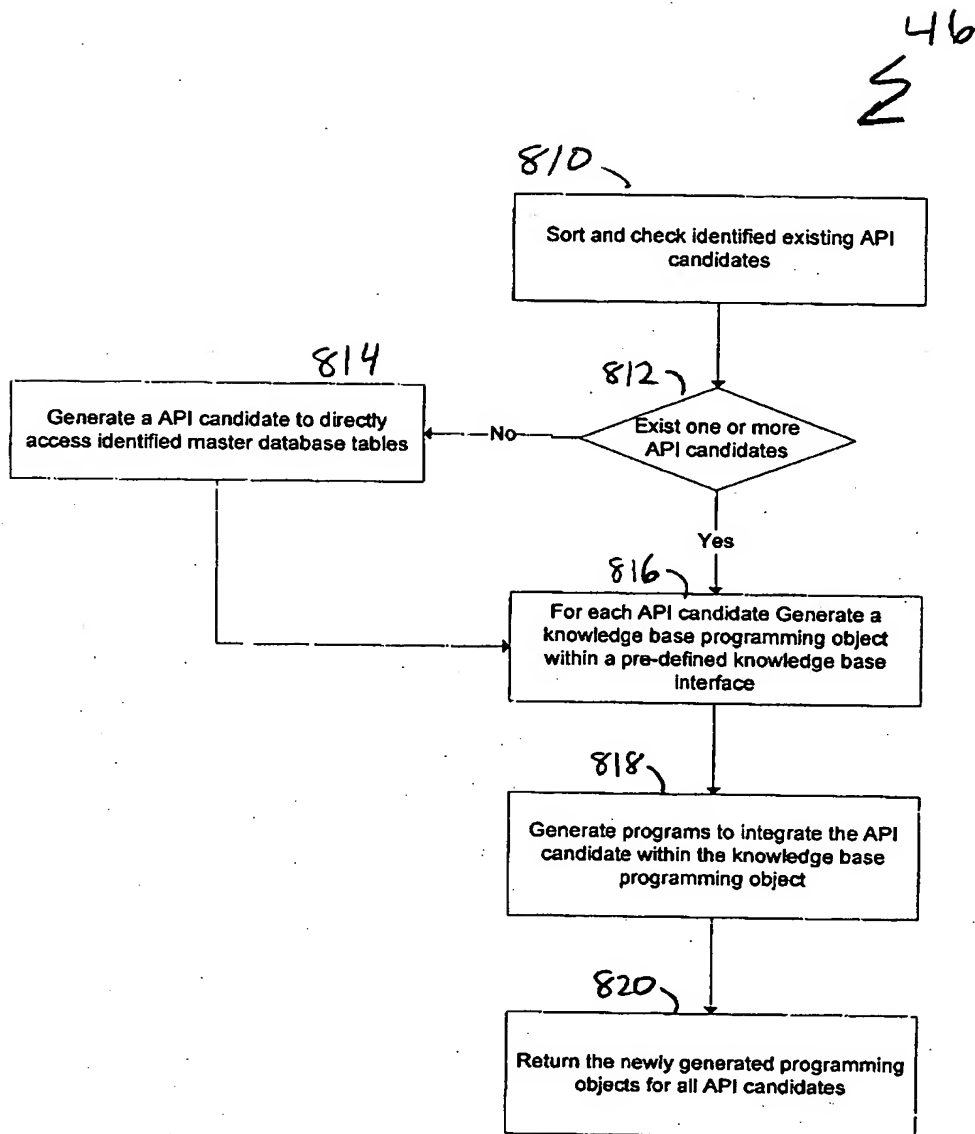 46
810
Sort and check identified existing API
candidates
814
812
Generate a API candidate to directly
access identified master database tables
No
Exist one or more
API candidates
Yes
816
For each API candidate Generate a
knowledge base programming object
within a pre-defined knowledge base
interface
818
Generate programs to integrate the API
candidate within the knowledge base
programming object
820
Return the newly generated programming
objects for all API candidates